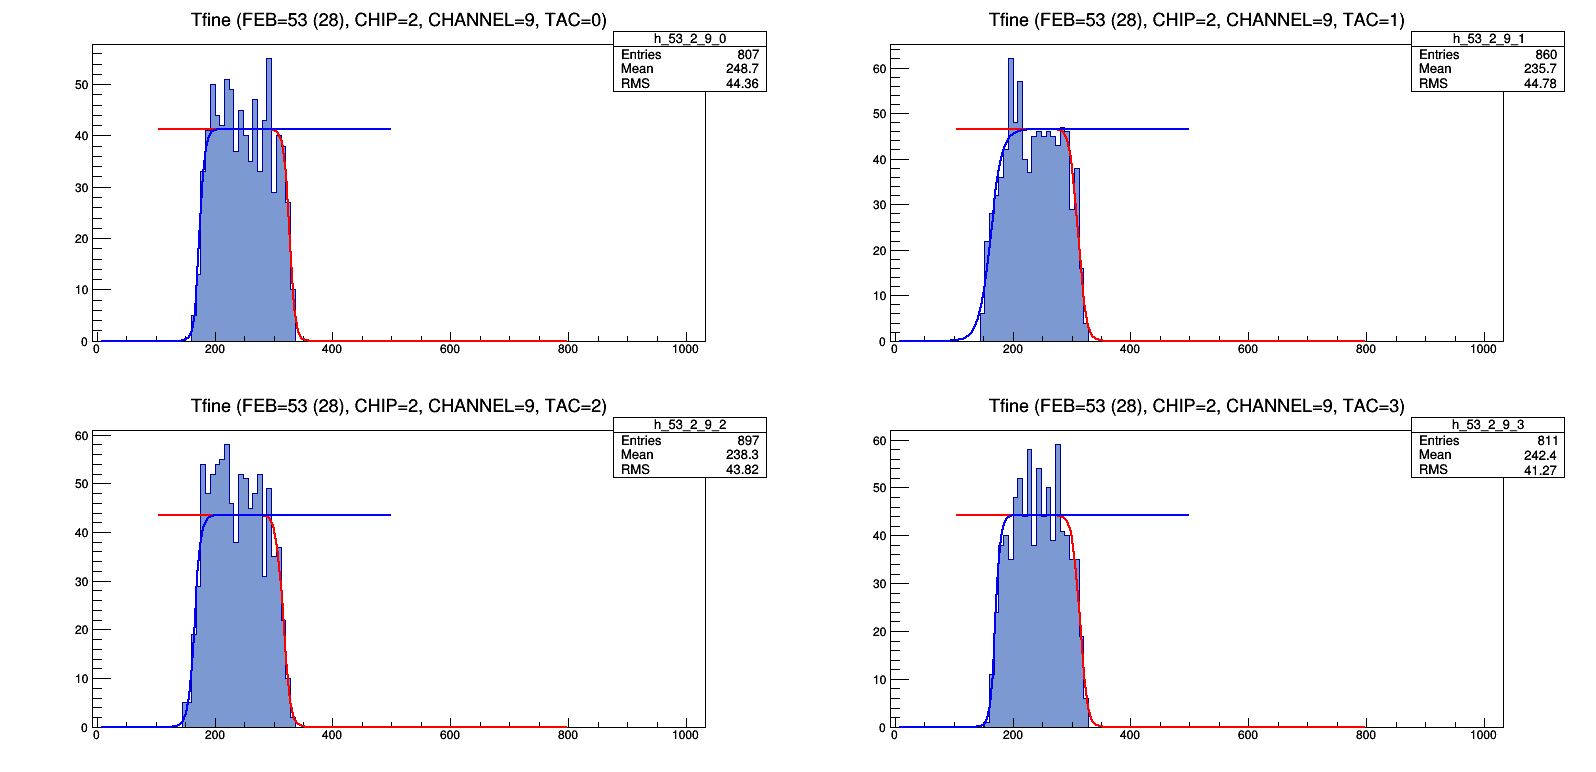 Tfine (FEB=53 (28), CHIP=2, CHANNEL=9, TAC=0)
h_53_2_9_0
Entries 807
Mean 248.7
RMS 44.36
50
40
30
20
10
0
0 200 400 600 800 1000
Tfine (FEB=53 (28), CHIP=2, CHANNEL=9, TAC=1)
h_53_2_9_1
Entries 860
Mean 235.7
RMS 44.78
60
50
40
30
20
10
0
0 200 400 600 800 1000
Tfine (FEB=53 (28), CHIP=2, CHANNEL=9, TAC=2)
h_53_2_9_2
Entries 897
Mean 238.3
RMS 43.82
60
50
40
30
20
10
0
0 200 400 600 800 1000
Tfine (FEB=53 (28), CHIP=2, CHANNEL=9, TAC=3)
h_53_2_9_3
Entries 811
Mean 242.4
RMS 41.27
60
50
40
30
20
10
0
0 200 400 600 800 1000